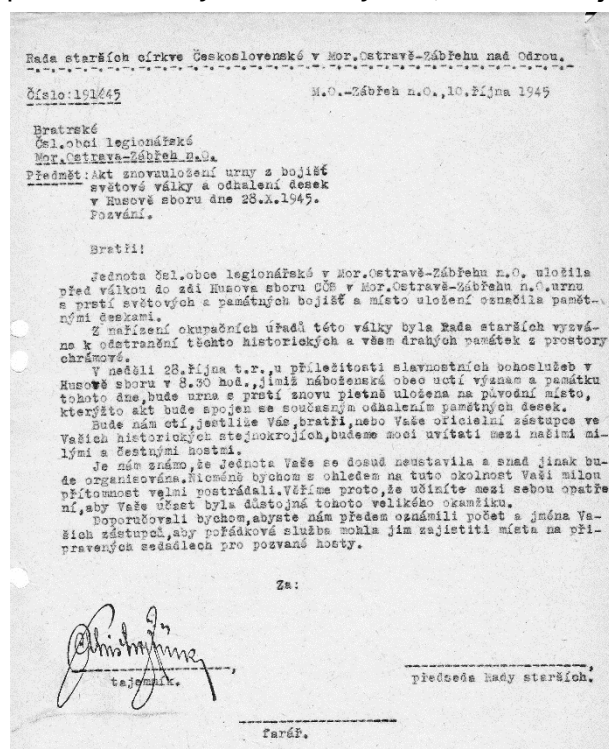 Rada starších církve Československé v Mor.Ostravě-Zábřehu nad Odrou.
Číslo:191/45
M.O.-Zábřeh n.O.,10.října 1945
Bratrské
Čsl.obci legionářské
Mor.Ostrava-Zábřeh n.O.
Předmět:Akt znovuuložení urny z bojišť
světové války a odhalení desek
v Husově sboru dne 28.X.1945.
Pozvání.
Bratři!
Jednota čsl.obce legionářské v Mor.Ostravě-Zábřehu n.O. uložila
před válkou do zdi Husova sboru CČS v Mor.Ostravě-Zábřehu n.O.urnu
s prstí světových a památných bojišť a místo uložení označila pamět-
nými deskami.
Z nařízení okupačních úřadů této války byla Rada starších vyzvá-
na k odstranění těchto historických a všem drahých památek z prostory
chrámové.
V neděli 28.října t.r.,u příležitosti slavnostních bohoslužeb v
Husově sboru v 8.30 hod.,jimiž náboženská obec uctí význam a památku
tohoto dne,bude urna s prstí znovu pietně uložena na původní místo,
kterýžto akt bude spojen se současným odhalením pamětných desek.
Bude nám ctí,jestliže Vás,bratři,nebo Vaše oficielní zástupce ve
Vašich historických stejnokrojích,budeme moci uvítati mezi našimi mi-
lými a čestnými hostmi.
Je nám známo,že Jednota Vaše se dosud neustavila a snad jinak bu-
de organisována.Nicméně bychom s ohledem na tuto okolnost Vaši milou
přítomnost velmi postrádali.Věříme proto,že učiníte mezi sebou opatře
ní,aby Vaše účast byla důstojná tohoto velikého okamžiku.
Doporučovali bychom,abyste nám předem oznámili počet a jména Va-
šich zástupců,aby pořádková služba mohla jim zajistiti místa na při-
pravených sedadlech pro pozvané hosty.
Za:
tajemník.
předseda Rady starších.
farář.